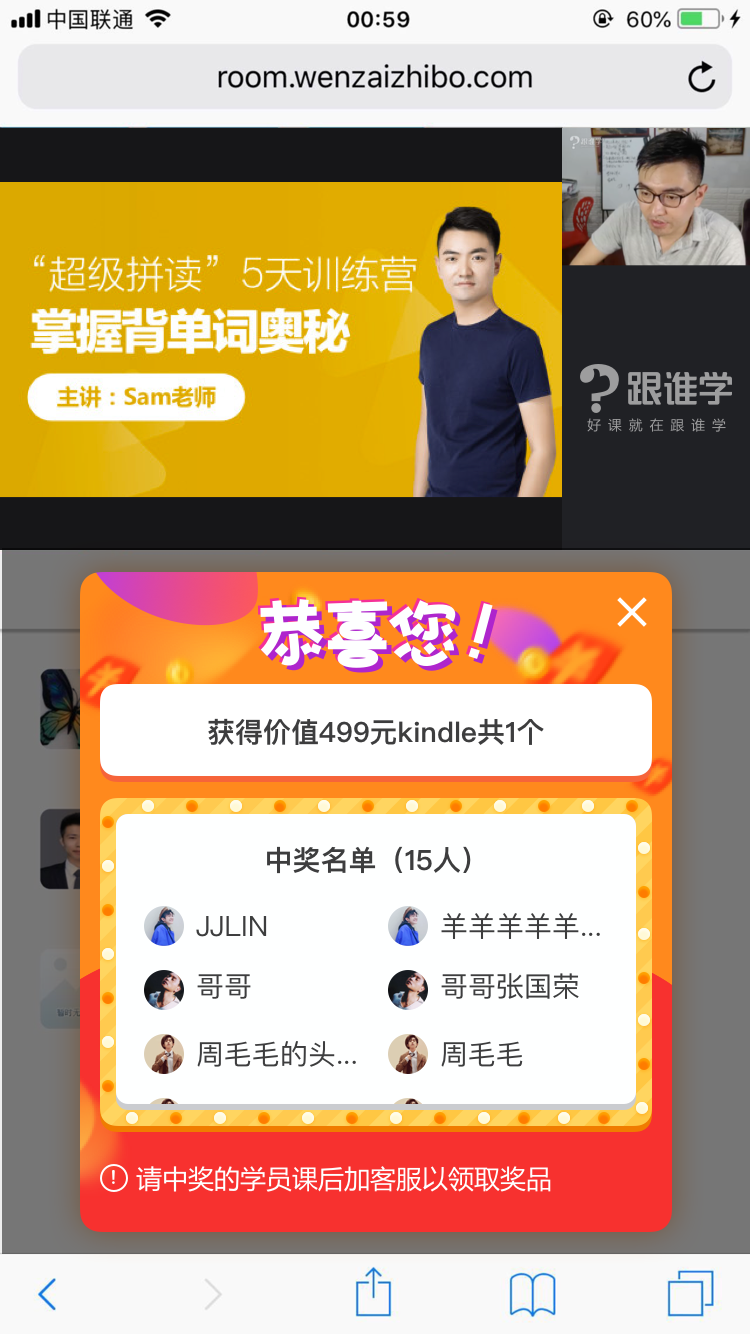 中国联通
00:59
60%
room.wenzaizhibo.com
“超级拼读”5天训练营
掌握背单词奥秘
主讲：Sam老师
跟谁学
好课就在跟谁学
恭喜您！
获得价值499元kindle共1个
中奖名单（15人）
JJLIN
羊羊羊羊羊...
哥哥
哥哥张国荣
周毛毛的头...
周毛毛
请中奖的学员课后加客服以领取奖品